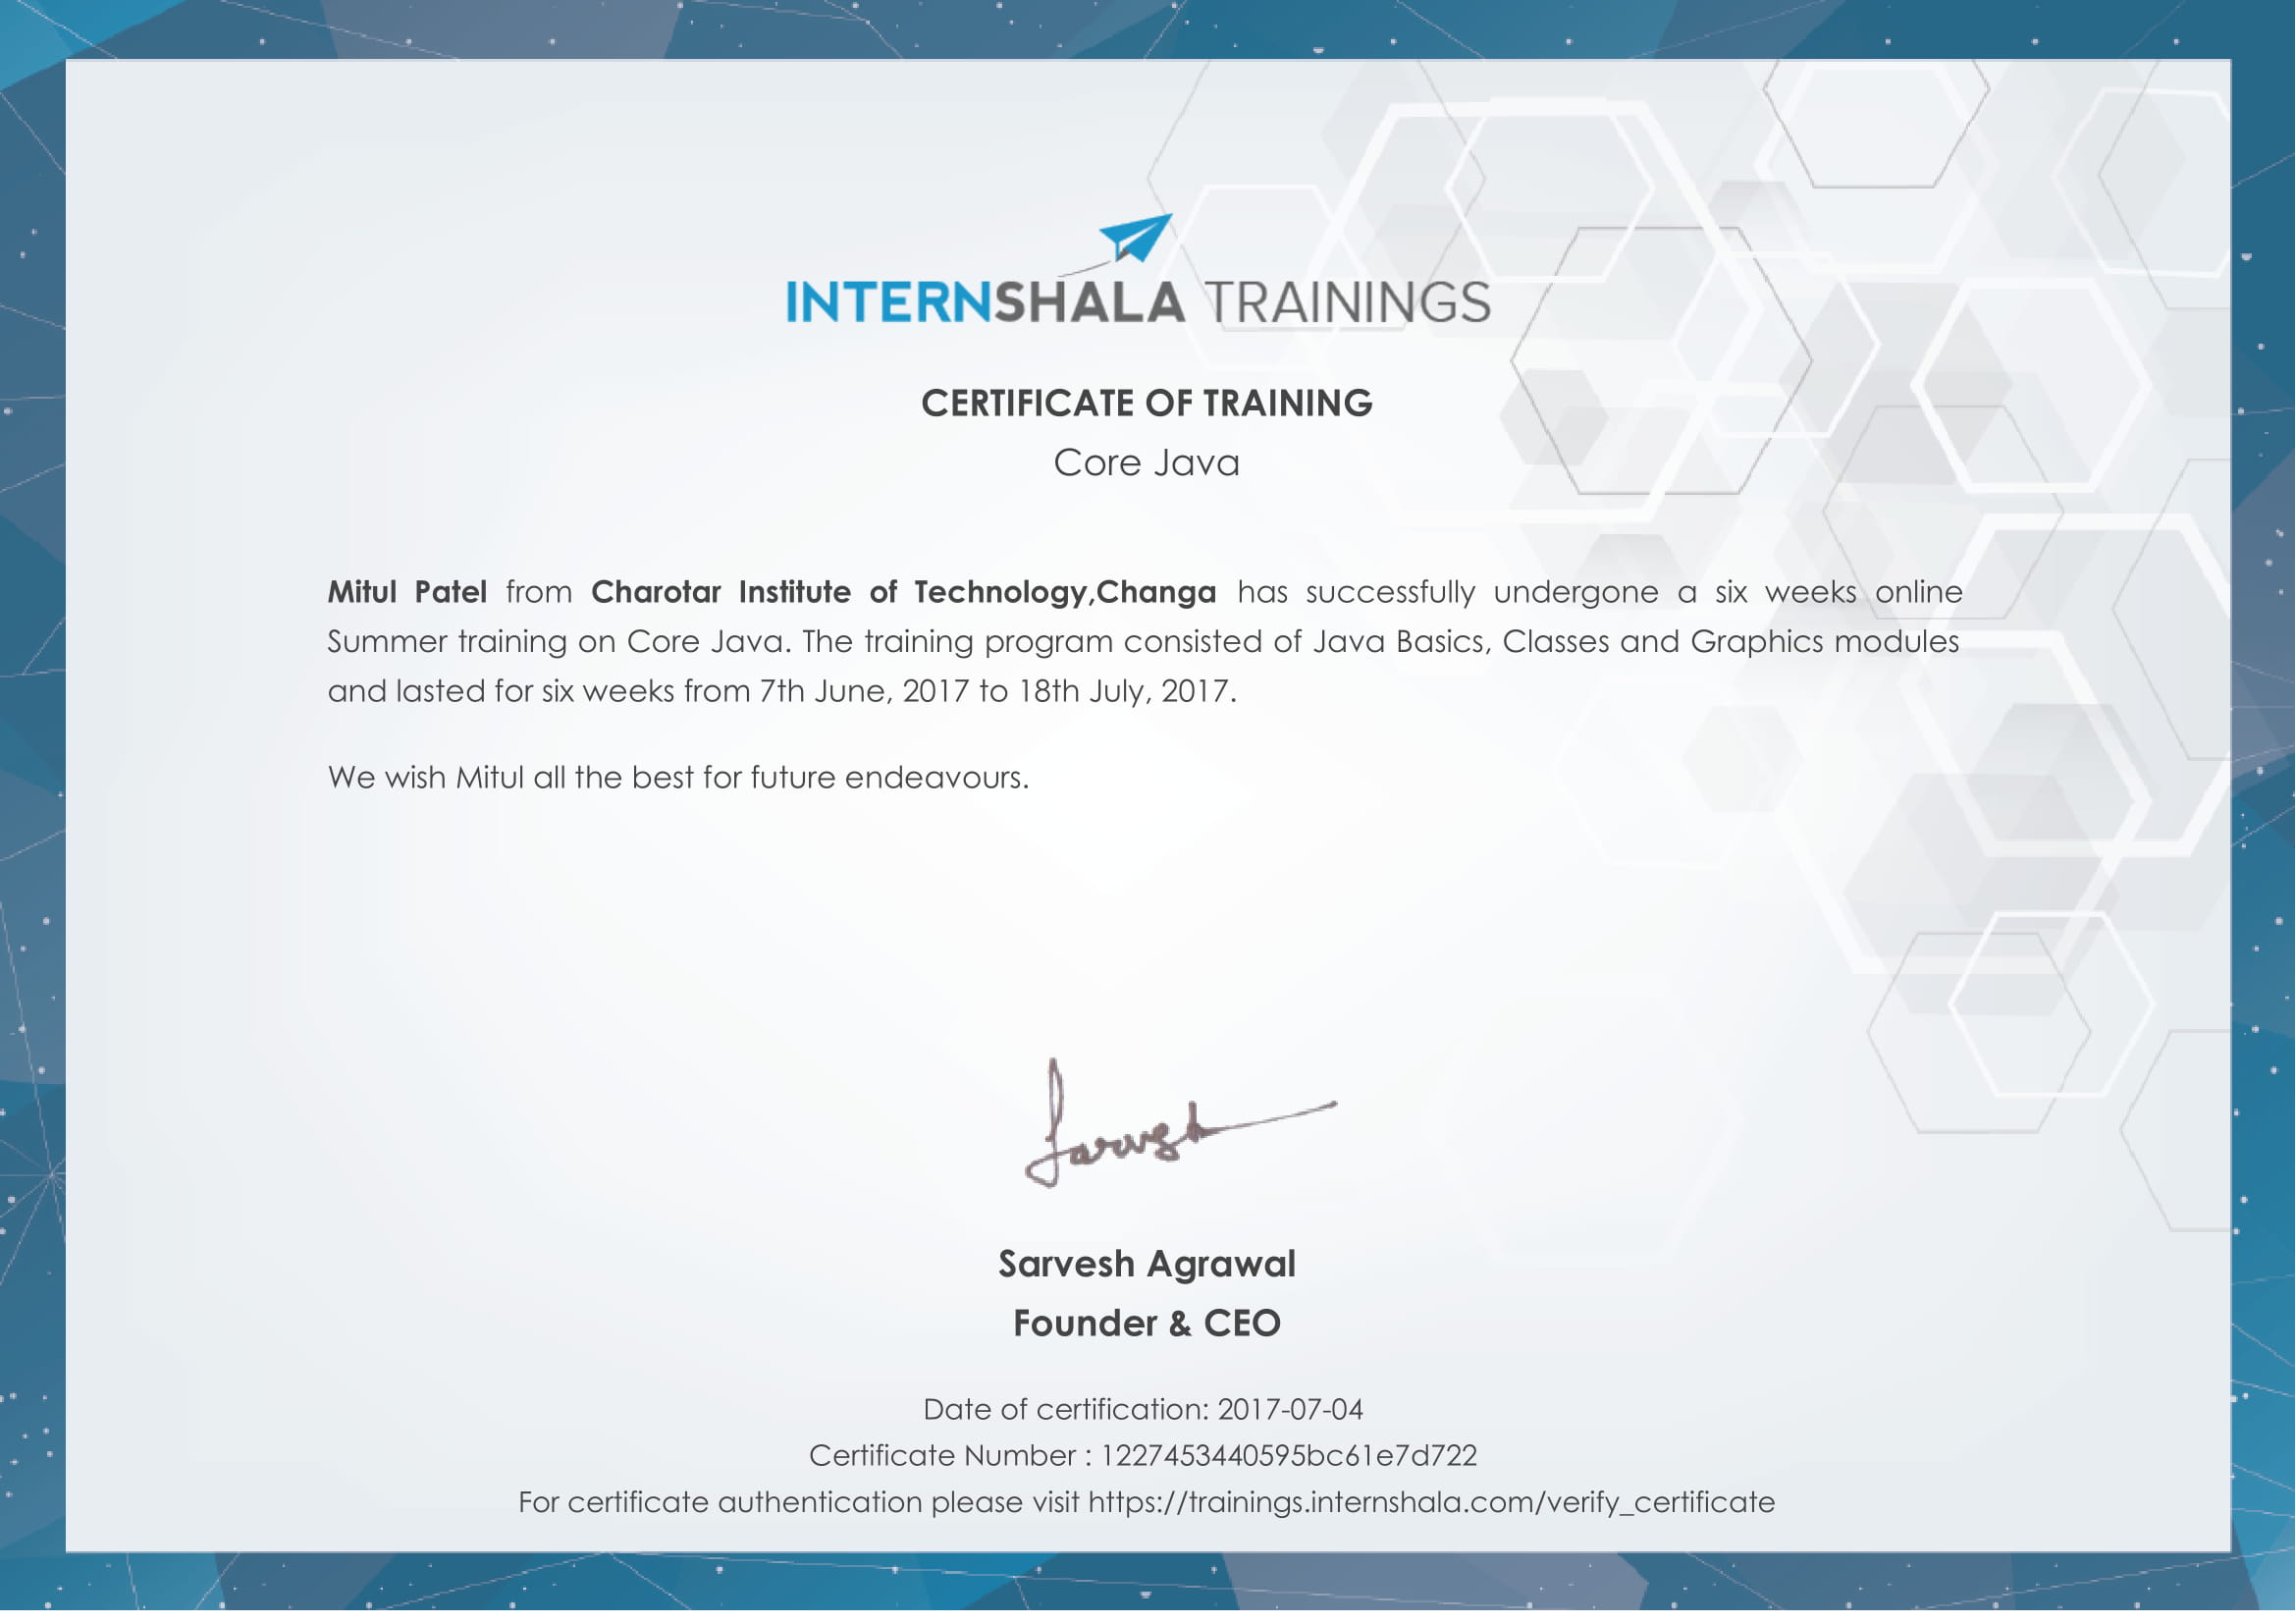 INTERNSHALA TRAININGS
CERTIFICATE OF TRAINING
Core Java
Mitul Patel from Charotar Institute of Technology,Changa has successfully undergone a six weeks online
Summer training on Core Java. The training program consisted of Java Basics, Classes and Graphics modules
and lasted for six weeks from 7th June, 2017 to 18th July, 2017.
We wish Mitul all the best for future endeavours.
Sarvesh
Sarvesh Agrawal
Founder & CEO
Date of certification: 2017-07-04
Certificate Number : 1227453440595bc61e7d722
For certificate authentication please visit https://trainings.internshala.com/verify_certificate